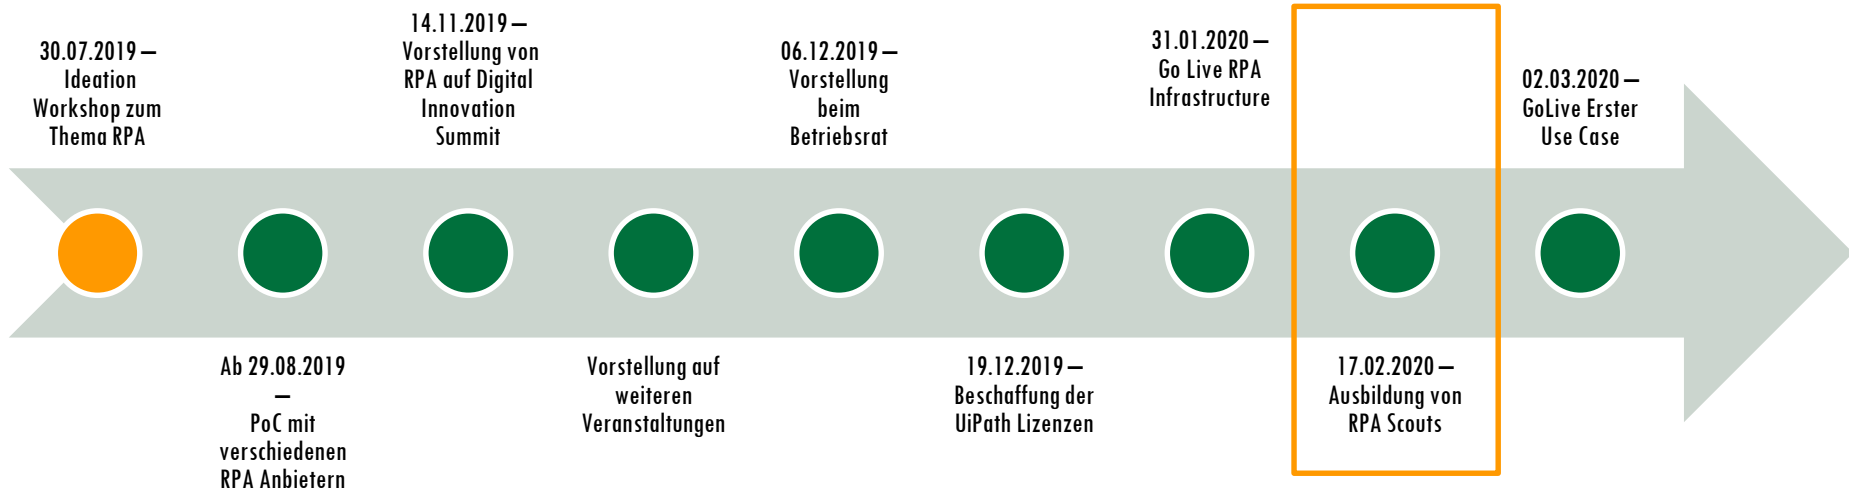 30.07.2019 –
Ideation
Workshop zum
Thema RPA
Ab 29.08.2019
–
PoC mit
verschiedenen
RPA Anbietern
14.11.2019 –
Vorstellung von
RPA auf Digital
Innovation
Summit
Vorstellung auf
weiteren
Veranstaltungen
06.12.2019 –
Vorstellung
beim
Betriebsrat
19.12.2019 –
Beschaffung der
UiPath Lizenzen
31.01.2020 –
Go Live RPA
Infrastructure
17.02.2020 –
Ausbildung von
RPA Scouts
02.03.2020 –
GoLive Erster
Use Case